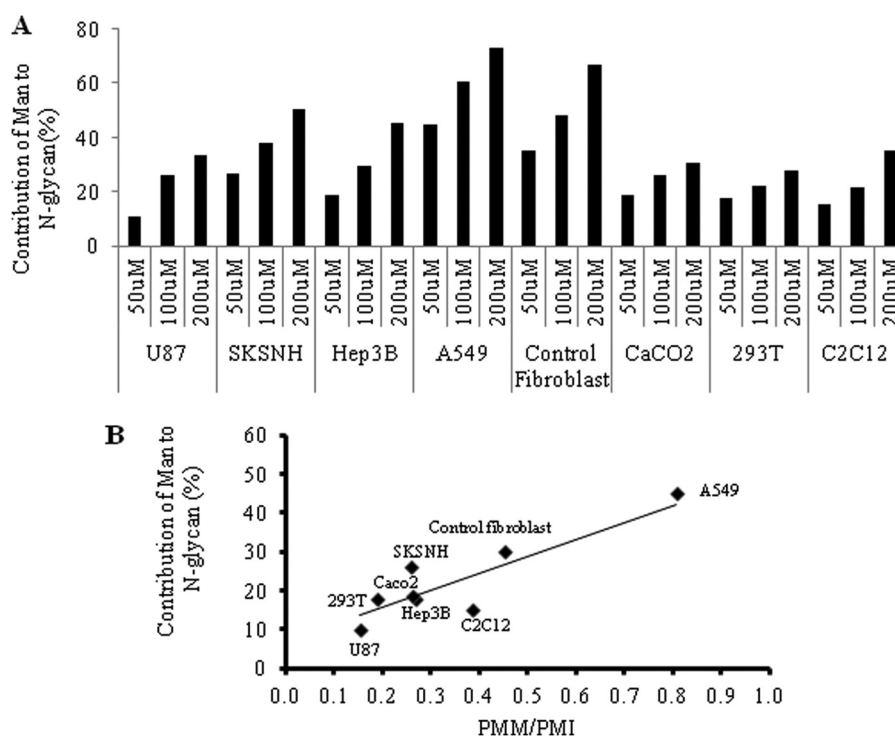 A
Contribution of Man to
N-glycan(%)
80
60
40
20
0
50uM 100uM 200uM 50uM 100uM 200uM 50uM 100uM 200uM 50uM 100uM 200uM 50uM 100uM 200uM 50uM 100uM 200uM 50uM 100uM 200uM 50uM 100uM 200uM
U87 SKSNH Hep3B A549 Control CaCO2 293T C2C12
Fibroblast
B
Contribution of Man to
N-glycan (%)
60
50
40
30
20
10
0
A549
Control fibroblast
SKSNH
Caco2
293T
Hep3B
C2C12
U87
0.0 0.1 0.2 0.3 0.4 0.5 0.6 0.7 0.8 0.9 1.0
PMM/PMI